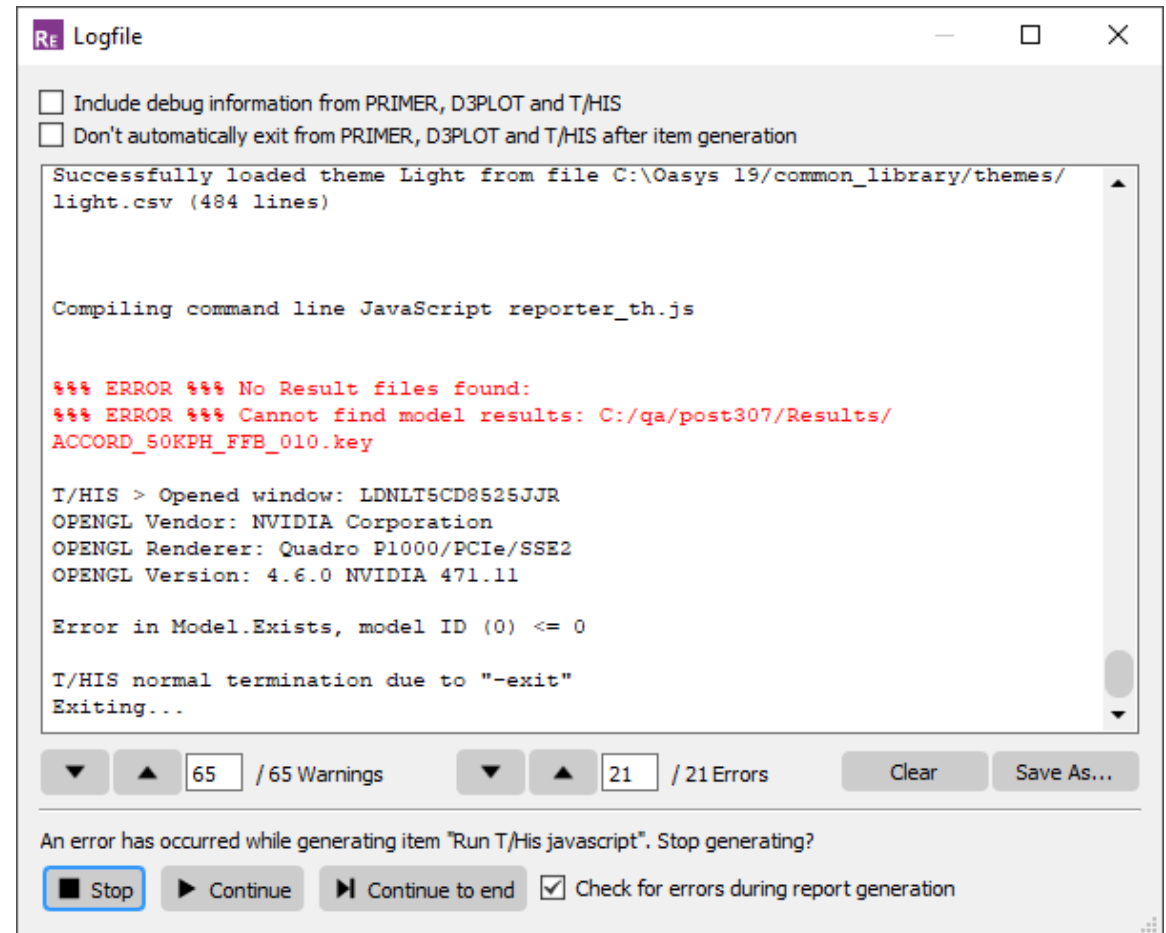 RE Logfile
Include debug information from PRIMER, D3PLOT and T/HIS
Don't automatically exit from PRIMER, D3PLOT and T/HIS after item generation
Successfully loaded theme Light from file C:\Oasys 19/common_library/themes/
light.csv (484 lines)
Compiling command line JavaScript reporter_th.js
%%% ERROR %%% No Result files found:
%%% ERROR %%% Cannot find model results: C:/qa/post307/Results/
ACCORD_50KPH_FFB_010.key
T/HIS > Opened window: LDNLT5CD8525JJR
OPENGL Vendor: NVIDIA Corporation
OPENGL Renderer: Quadro P1000/PCIe/SSE2
OPENGL Version: 4.6.0 NVIDIA 471.11
Error in Model.Exists, model ID (0) <= 0
T/HIS normal termination due to "-exit"
Exiting...
65 / 65 Warnings 21 / 21 Errors Clear Save As...
An error has occurred while generating item "Run T/His javascript". Stop generating?
Stop Continue Continue to end Check for errors during report generation